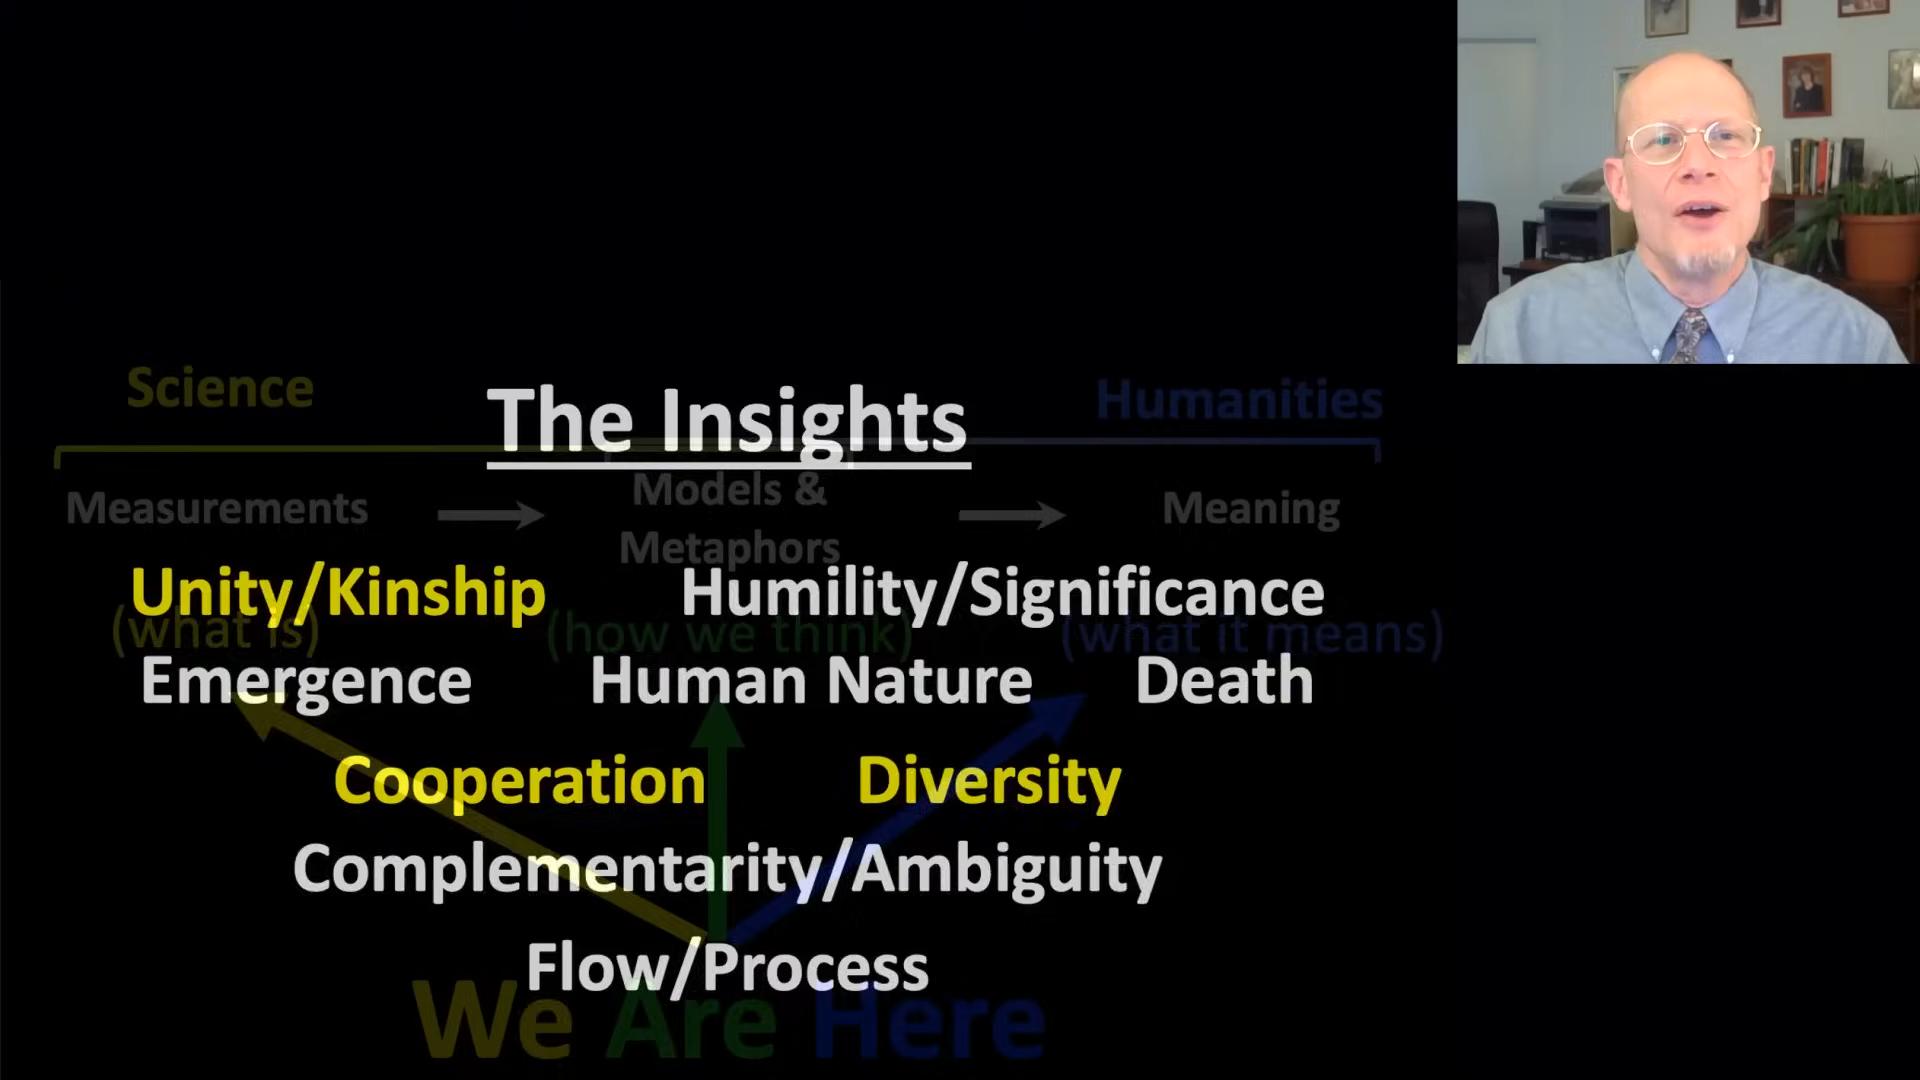 Science
The Insights
Humanities
Measurements
Models &
Metaphors
Meaning
Unity/Kinship Humility/Significance
(what is) (how we think) (what it means)
Emergence Human Nature Death
Cooperation Diversity
Complementarity/Ambiguity
Flow/Process
We Are Here